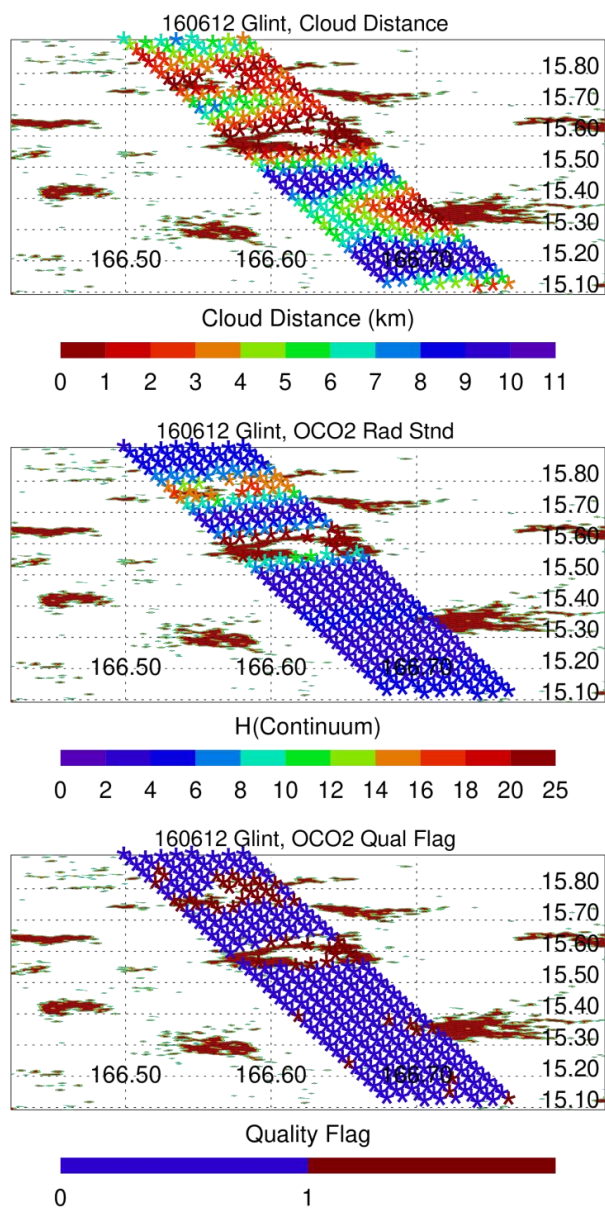 160612 Glint, Cloud Distance
15.80
15.70
15.60
15.50
15.40
15.30
166.50 166.60 166.70 15.20
15.10
Cloud Distance (km)
0 1 2 3 4 5 6 7 8 9 10 11
160612 Glint, OCO2 Rad Stnd
15.80
15.70
15.60
15.50
15.40
15.30
166.50 166.60 166.70 15.20
15.10
H(Continuum)
0 2 4 6 8 10 12 14 16 18 20 25
160612 Glint, OCO2 Qual Flag
15.80
15.70
15.60
15.50
15.40
15.30
166.50 166.60 166.70 15.20
15.10
Quality Flag
0 1